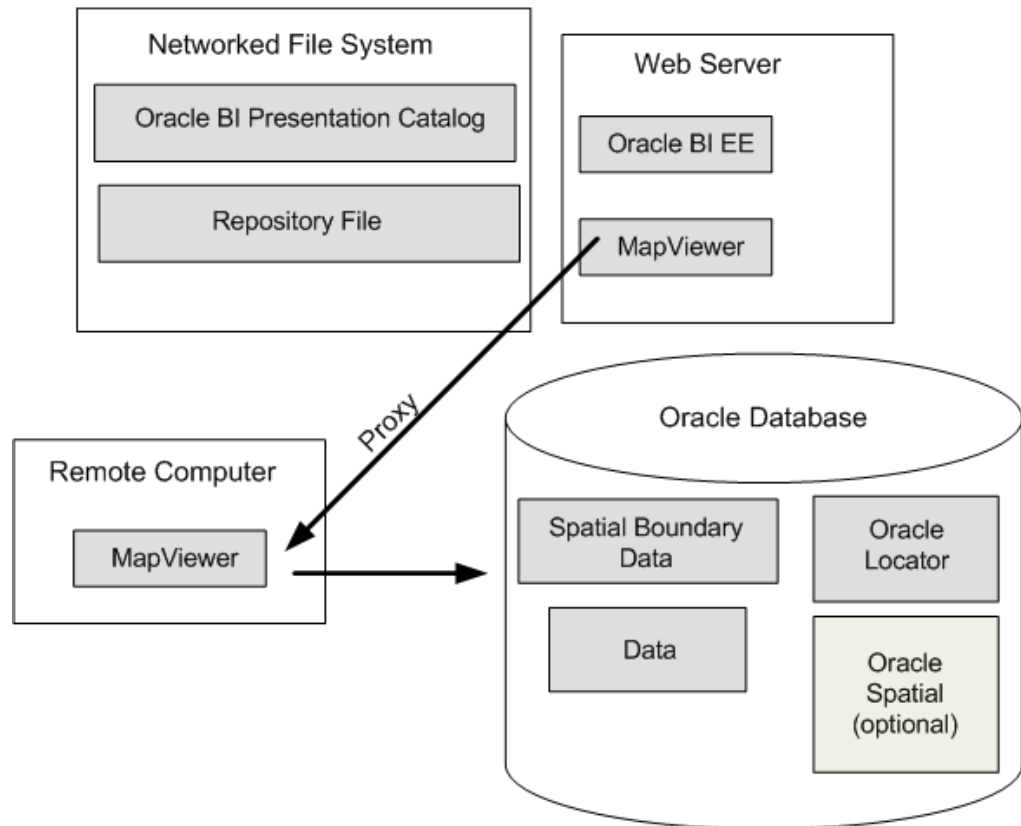 Networked File System
Oracle BI Presentation Catalog
Repository File
Web Server
Oracle BI EE
MapViewer
Proxy
Remote Computer
MapViewer
Oracle Database
Spatial Boundary
Data
Oracle
Locator
Data
Oracle
Spatial
(optional)